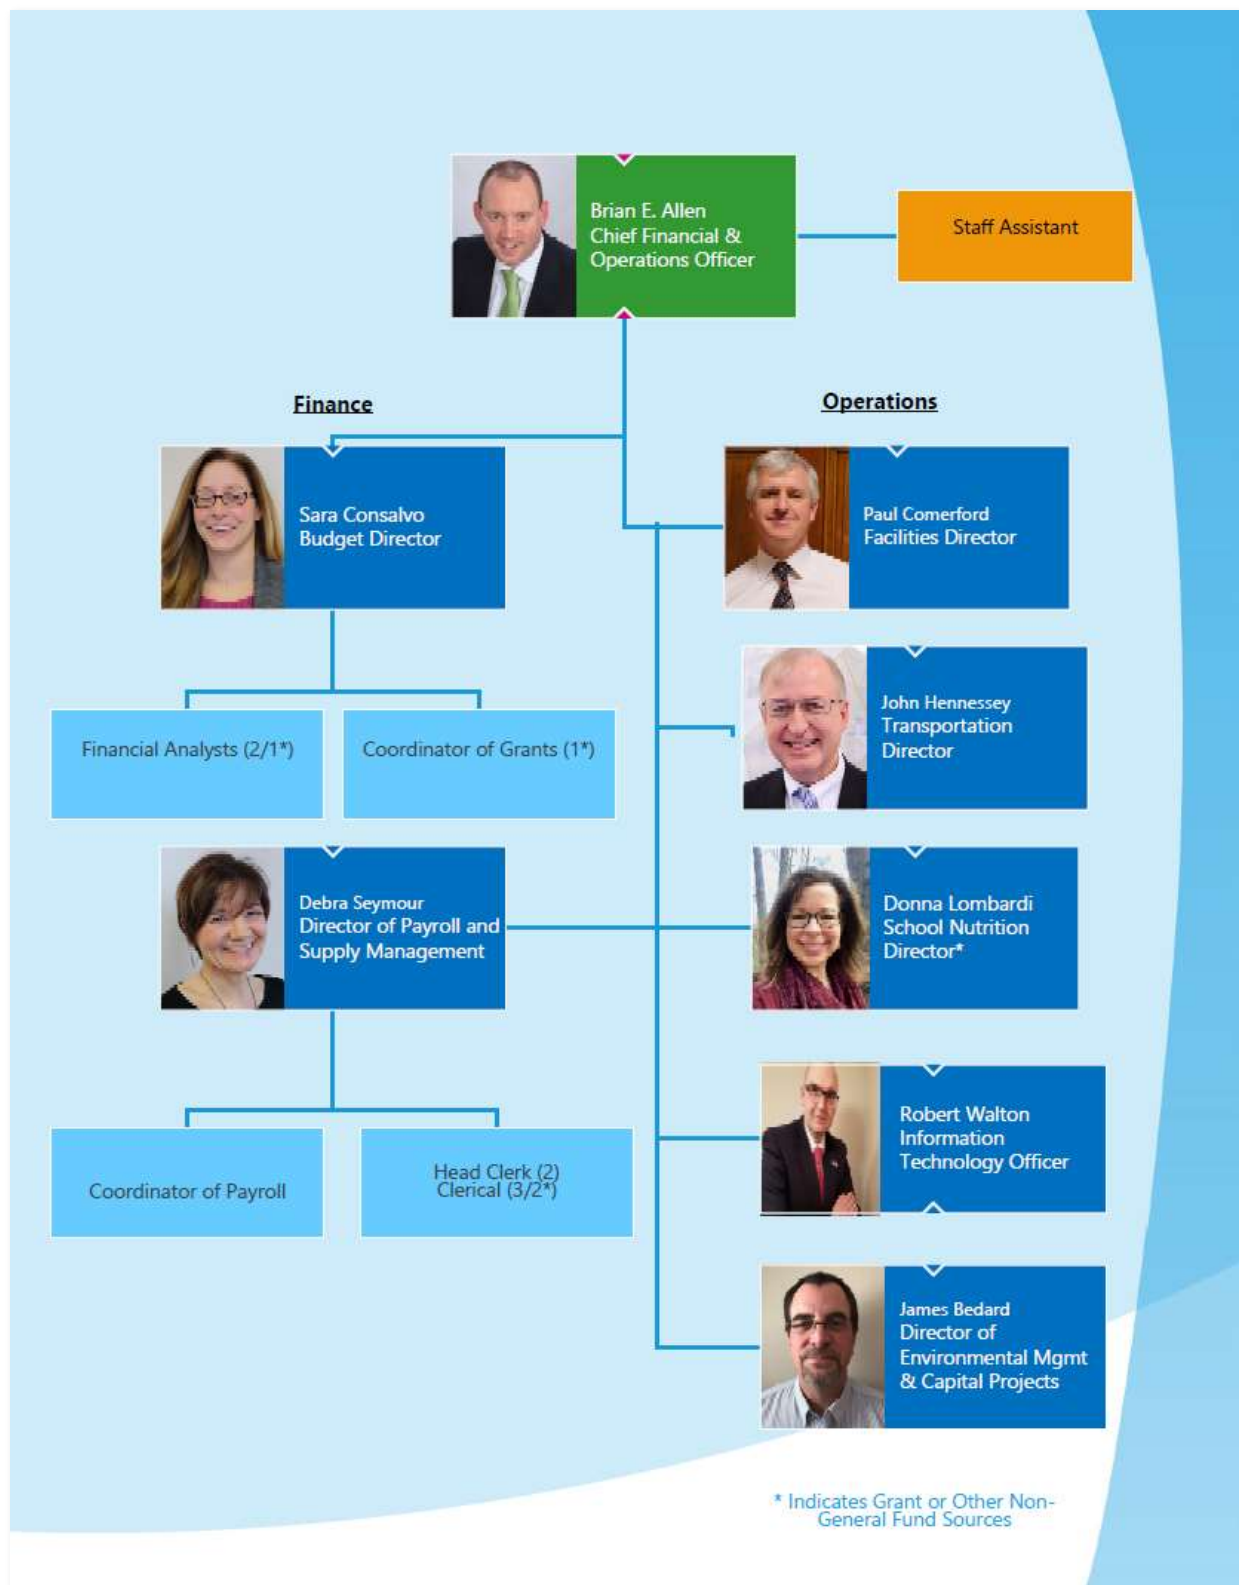 Brian E. Allen
Chief Financial &
Operations Officer
Staff Assistant
Finance
Operations
Sara Consalvo
Budget Director
Paul Comerford
Facilities Director
Financial Analysts (2/1*)
Coordinator of Grants (1*)
John Hennessey
Transportation
Director
Debra Seymour
Director of Payroll and
Supply Management
Donna Lombardi
School Nutrition
Director*
Coordinator of Payroll
Head Clerk (2)
Clerical (3/2*)
Robert Walton
Information
Technology Officer
James Bedard
Director of
Environmental Mgmt
& Capital Projects
* Indicates Grant or Other Non-
General Fund Sources